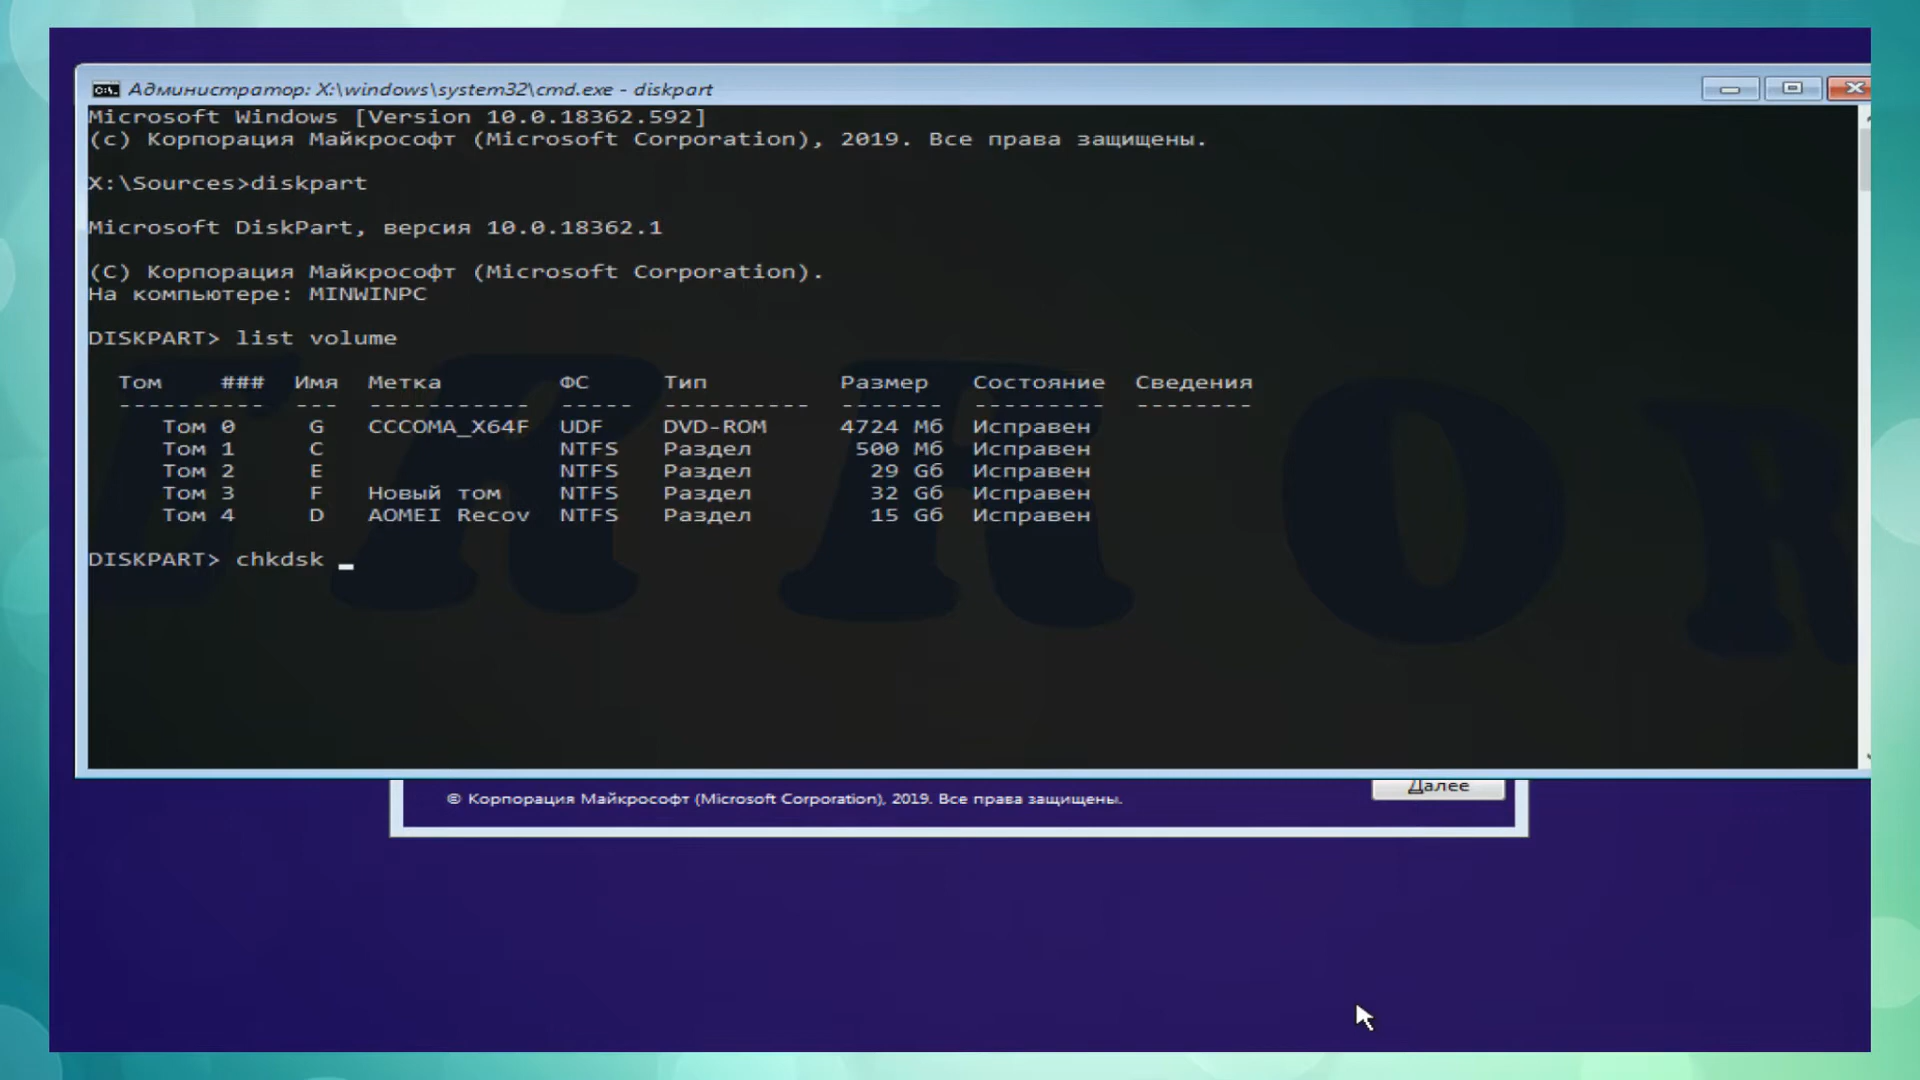 Администратор: X:\windows\system32\cmd.exe - diskpart
Microsoft Windows [Version 10.0.18362.592]
(c) Корпорация Майкрософт (Microsoft Corporation), 2019. Все права защищены.
X:\Sources>diskpart
Microsoft DiskPart, версия 10.0.18362.1
(C) Корпорация Майкрософт (Microsoft Corporation).
На компьютере: MINWINPC
DISKPART> list volume
Том ### Имя Метка ФС Тип Размер Состояние Сведения
---------- --- ----------- ----- ---------- ------- --------- --------
Том 0 G CCCOMA_X64F UDF DVD-ROM 4724 Мб Исправен
Том 1 C NTFS Раздел 500 Мб Исправен
Том 2 E NTFS Раздел 29 Gб Исправен
Том 3 F Новый том NTFS Раздел 32 Gб Исправен
Том 4 D AOMEI Recov NTFS Раздел 15 Gб Исправен
DISKPART> chkdsk _
ERROR
© Корпорация Майкрософт (Microsoft Corporation), 2019. Все права защищены.
Далее